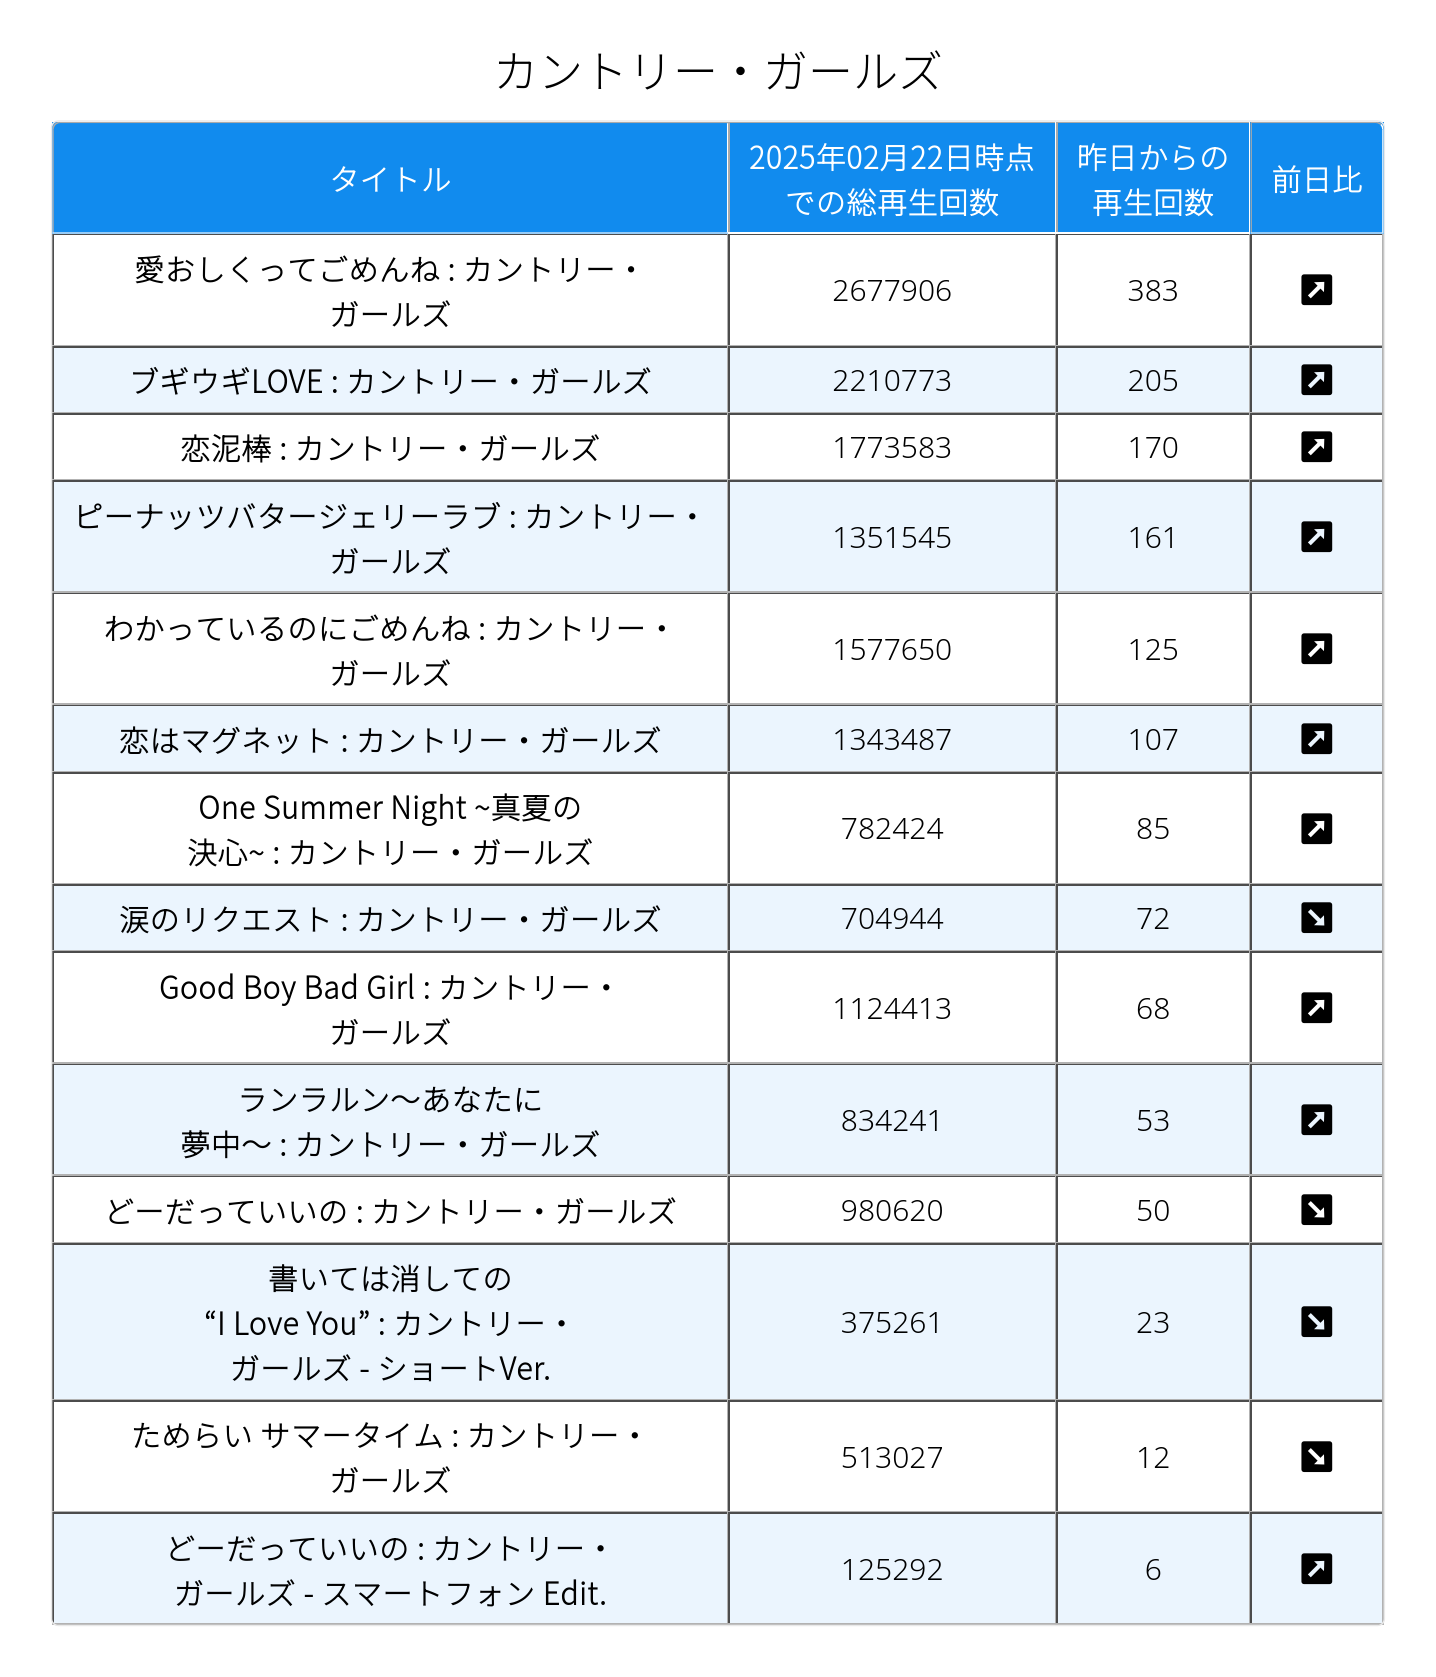 カントリー・ガールズ
タイトル
2025年02月22日時点
での総再生回数
昨日からの
再生回数
前日比
愛おしくってごめんね : カントリー・
ガールズ
2677906
383
ブギウギLOVE : カントリー・ガールズ
2210773
205
恋泥棒 : カントリー・ガールズ
1773583
170
ピーナッツバタージェリーラブ : カントリー・
ガールズ
1351545
161
わかっているのにごめんね : カントリー・
ガールズ
1577650
125
恋はマグネット : カントリー・ガールズ
1343487
107
One Summer Night ~真夏の
決心~ : カントリー・ガールズ
782424
85
涙のリクエスト : カントリー・ガールズ
704944
72
Good Boy Bad Girl : カントリー・
ガールズ
1124413
68
ランラルン～あなたに
夢中～ : カントリー・ガールズ
834241
53
どーだっていいの : カントリー・ガールズ
980620
50
書いては消しての
“I Love You” : カントリー・
ガールズ - ショートVer.
375261
23
ためらい サマータイム : カントリー・
ガールズ
513027
12
どーだっていいの : カントリー・
ガールズ - スマートフォン Edit.
125292
6